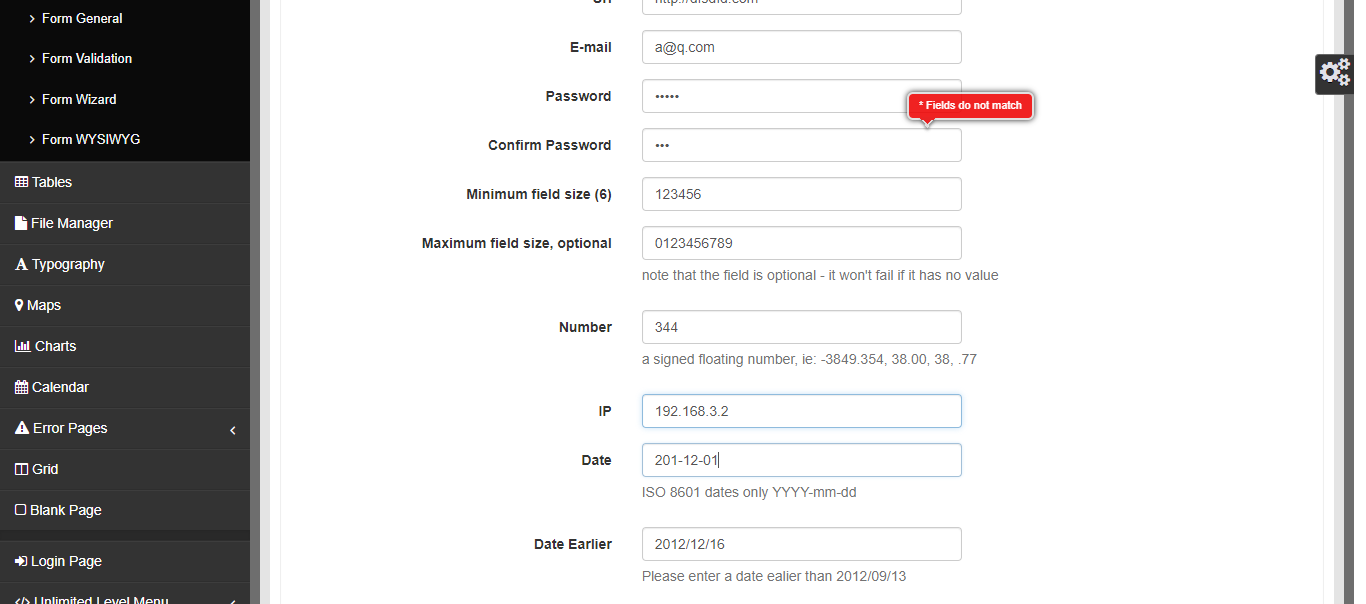 Form General
Form Validation
Form Wizard
Form WYSIWYG
Tables
File Manager
Typography
Maps
Charts
Calendar
Error Pages
Grid
Blank Page
Login Page
Unlimited Level Menu
E-mail
a@q.com
Password
•••••
* Fields do not match
Confirm Password
•••
Minimum field size (6)
123456
Maximum field size, optional
0123456789
note that the field is optional - it won't fail if it has no value
Number
344
a signed floating number, ie: -3849.354, 38.00, 38, .77
IP
192.168.3.2
Date
201-12-01
ISO 8601 dates only YYYY-mm-dd
Date Earlier
2012/12/16
Please enter a date ealier than 2012/09/13